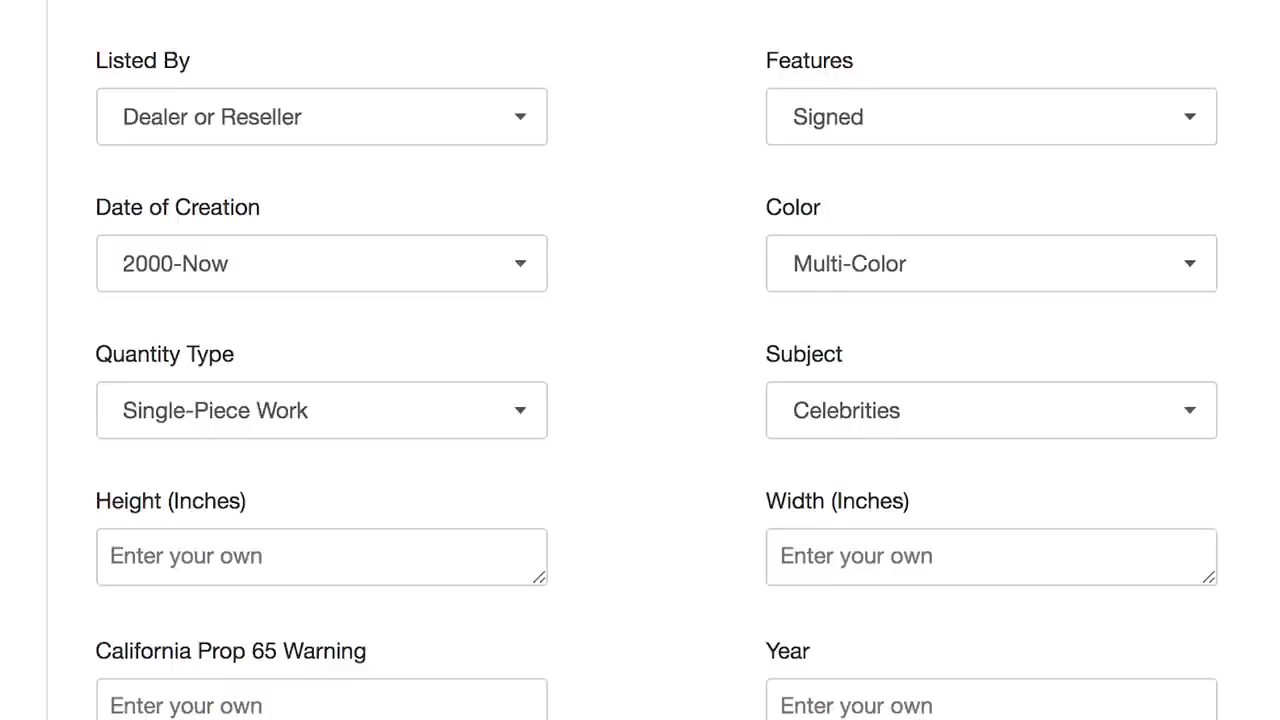 Listed By
Features
Dealer or Reseller
Signed
Date of Creation
Color
2000-Now
Multi-Color
Quantity Type
Subject
Single-Piece Work
Celebrities
Height (Inches)
Width (Inches)
Enter your own
Enter your own
California Prop 65 Warning
Year
Enter your own
Enter your own